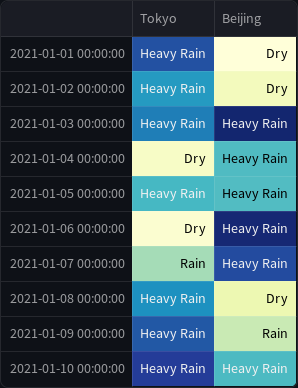 Tokyo Beijing
2021-01-01 00:00:00 Heavy Rain Dry
2021-01-02 00:00:00 Heavy Rain Dry
2021-01-03 00:00:00 Heavy Rain Heavy Rain
2021-01-04 00:00:00 Dry Heavy Rain
2021-01-05 00:00:00 Heavy Rain Heavy Rain
2021-01-06 00:00:00 Dry Heavy Rain
2021-01-07 00:00:00 Rain Heavy Rain
2021-01-08 00:00:00 Heavy Rain Dry
2021-01-09 00:00:00 Heavy Rain Rain
2021-01-10 00:00:00 Heavy Rain Heavy Rain